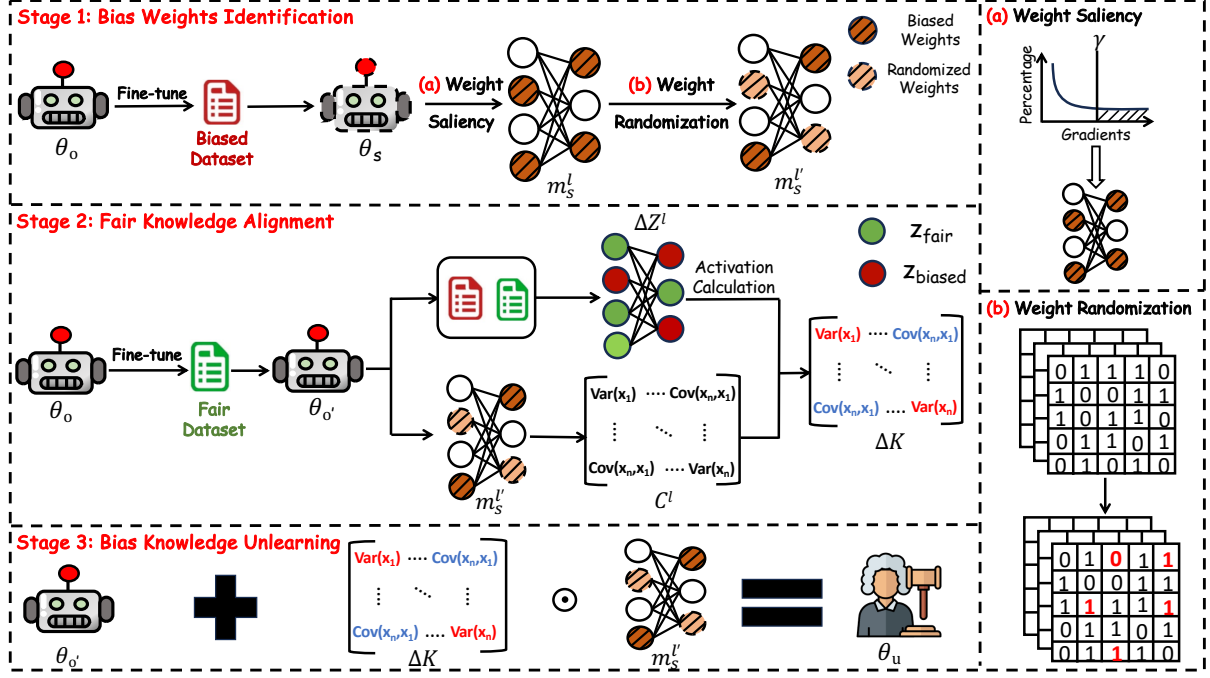 Stage 1: Bias Weights Identification
Fine-tune
Biased
Dataset
θo
θs
(a) Weight
Saliency
m_s^l
(b) Weight
Randomization
m_s^l'
Biased
Weights
Randomized
Weights
Stage 2: Fair Knowledge Alignment
θo
Fine-tune
Fair
Dataset
θo'
ΔZ^l
Activation
Calculation
z_fair
z_biased
m_s^l'
Var(x₁) ···· Cov(xₙ,x₁)
Cov(xₙ,x₁) ···· Var(xₙ)
C^l
Var(x₁) ···· Cov(xₙ,x₁)
Cov(xₙ,x₁) ···· Var(xₙ)
ΔK
Stage 3: Bias Knowledge Unlearning
θo'
Var(x₁) ···· Cov(xₙ,x₁)
Cov(xₙ,x₁) ···· Var(xₙ)
ΔK
m_s^l'
θu
(a) Weight Saliency
γ
Percentage
Gradients
(b) Weight Randomization
0 1 1 1 0
1 0 0 1 1
1 0 1 1 0
0 1 1 0 1
0 1 0 1 0
0 1 0 1 1
1 0 0 1 1
1 1 1 1 1
0 1 1 0 1
0 1 1 1 0